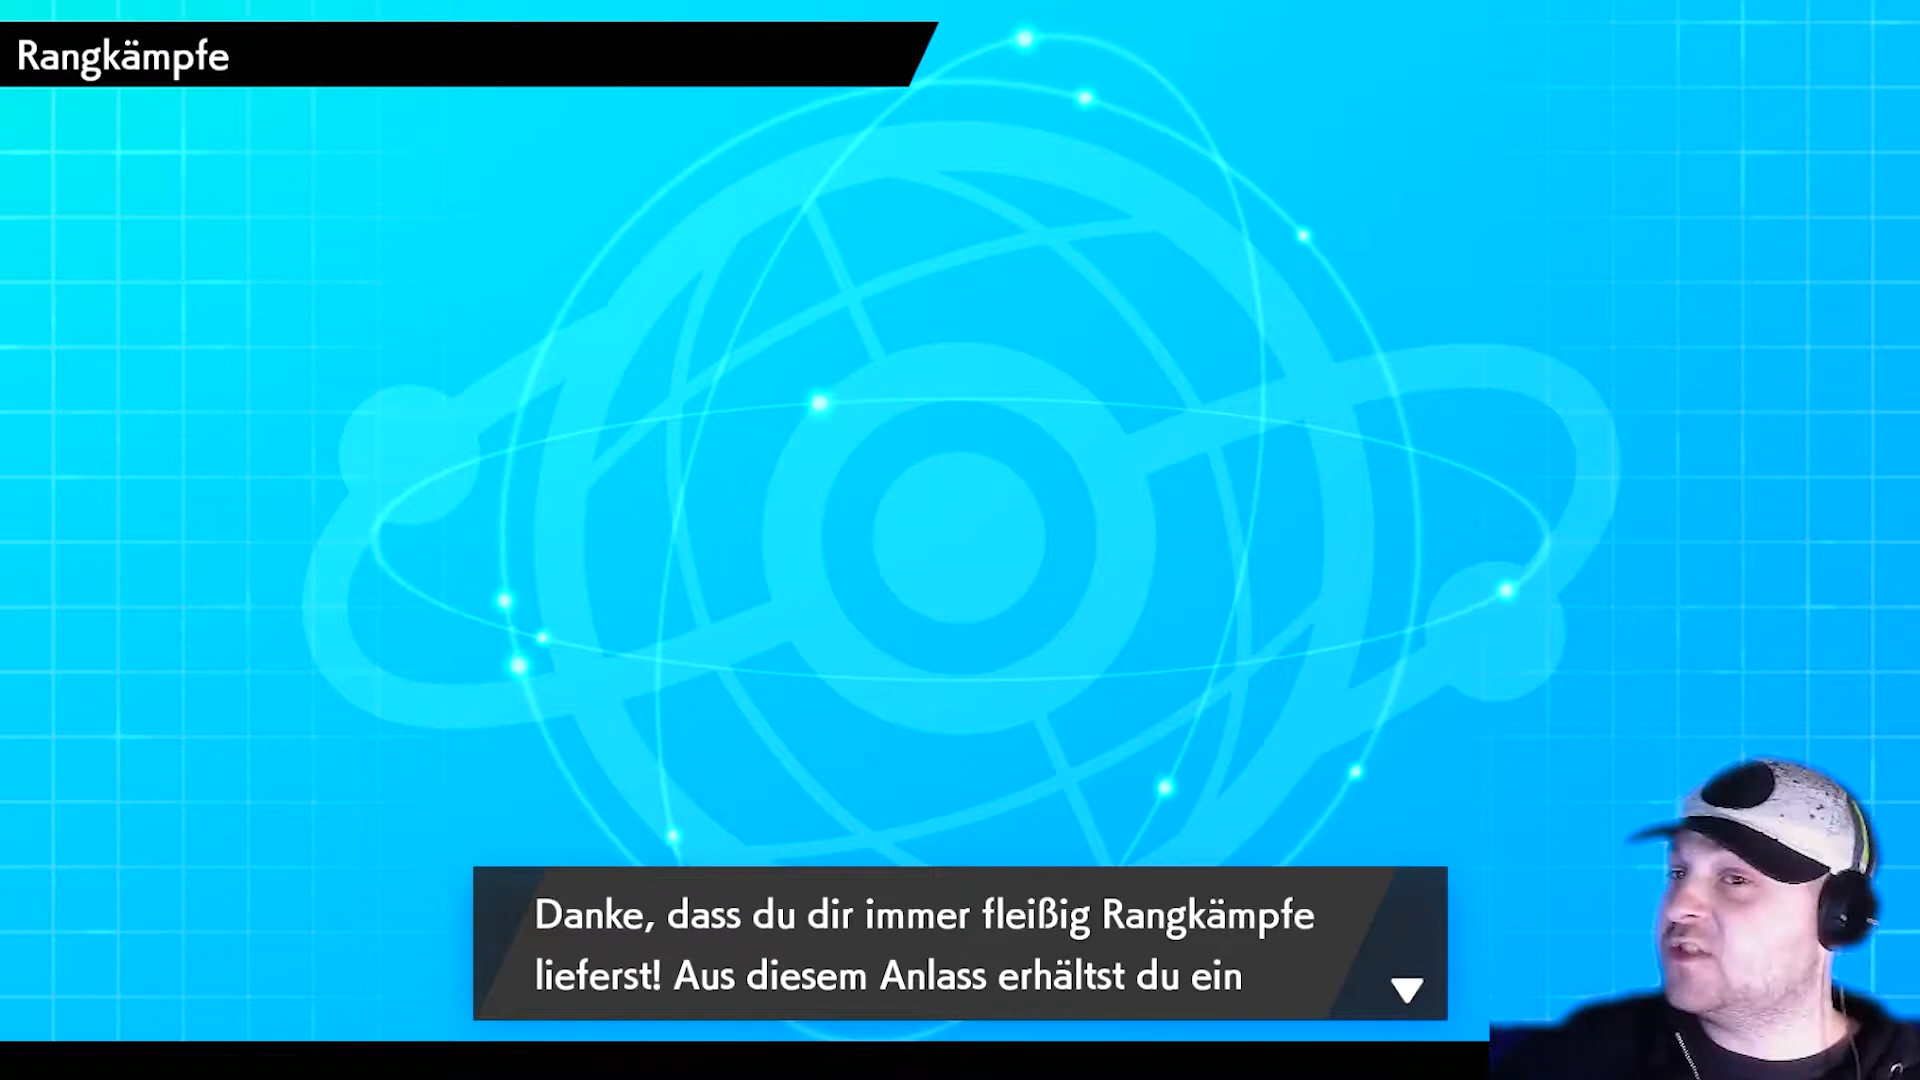 Rangkämpfe
Danke, dass du dir immer fleißig Rangkämpfe
lieferst! Aus diesem Anlass erhältst du ein